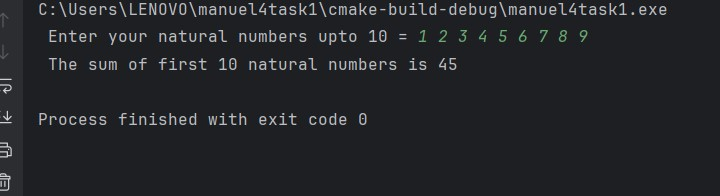 C:\Users\LENOVO\manuel4task1\cmake-build-debug\manuel4task1.exe
Enter your natural numbers upto 10 = 1 2 3 4 5 6 7 8 9
The sum of first 10 natural numbers is 45
Process finished with exit code 0